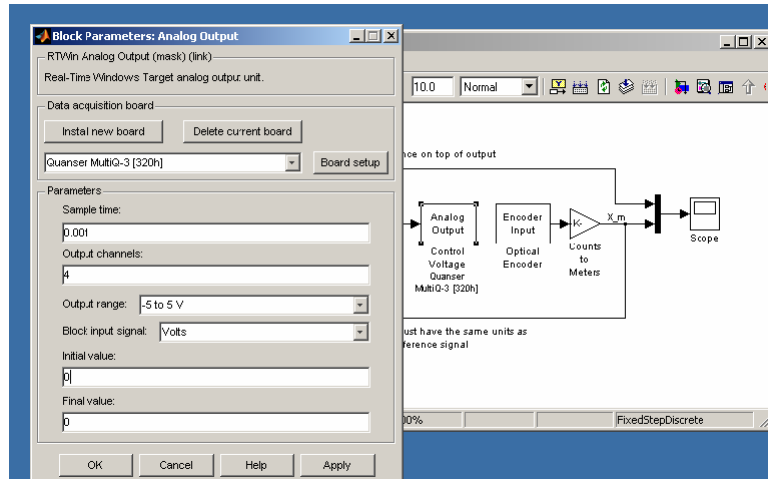 Block Parameters: Analog Output
RTWin Analog Output (mask) (link)
Real-Time Windows Target analog output unit.
Data acquisition board
Instal new board
Delete current board
Quanser MultiQ-3 [320h]
Board setup
Parameters
Sample time:
0.001
Output channels:
4
Output range:
-5 to 5 V
Block input signal:
Volts
Initial value:
0
Final value:
0
OK
Cancel
Help
Apply
10.0
Normal
nce on top of output
Analog
Output
Control
Voltage
Quanser
MultiQ-3 [320h]
Encoder
Input
Optical
Encoder
K-
Counts
to
Meters
X_m
Scope
ust have the same units as
ference signal
00%
FixedStepDiscrete